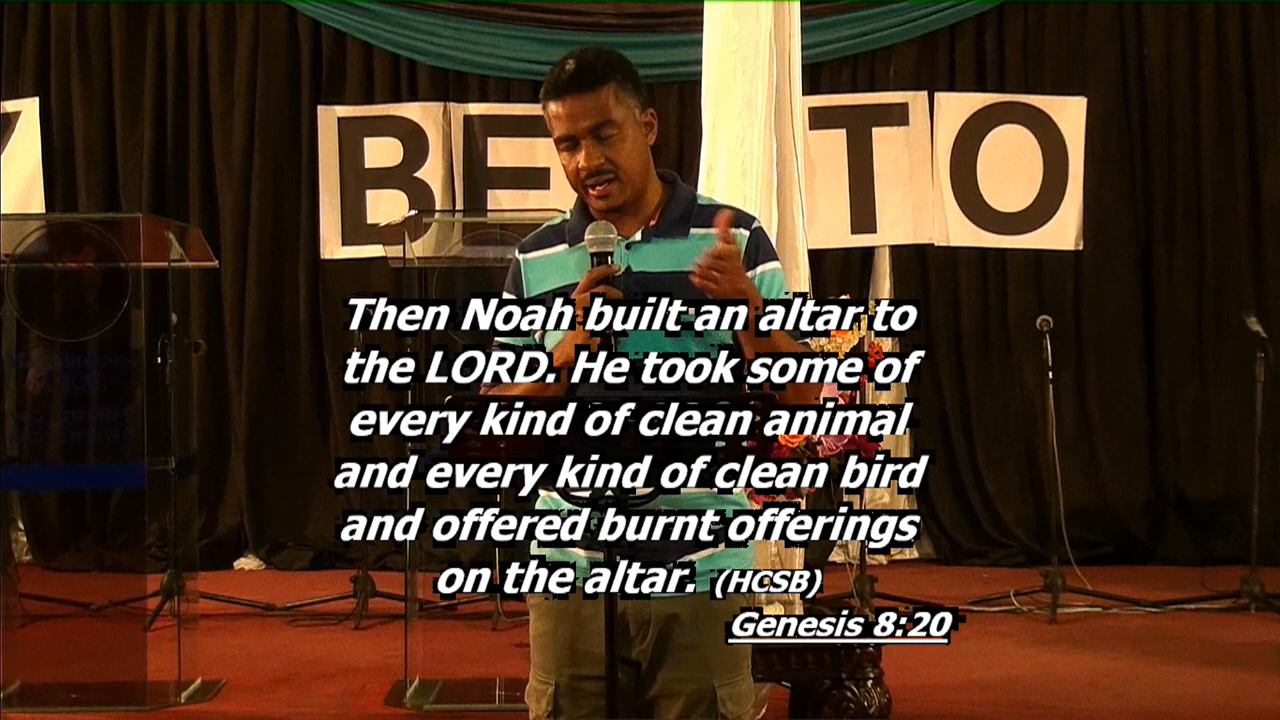 BE TO
Then Noah built an altar to
the LORD. He took some of
every kind of clean animal
and every kind of clean bird
and offered burnt offerings
on the altar. (HCSB)
Genesis 8:20